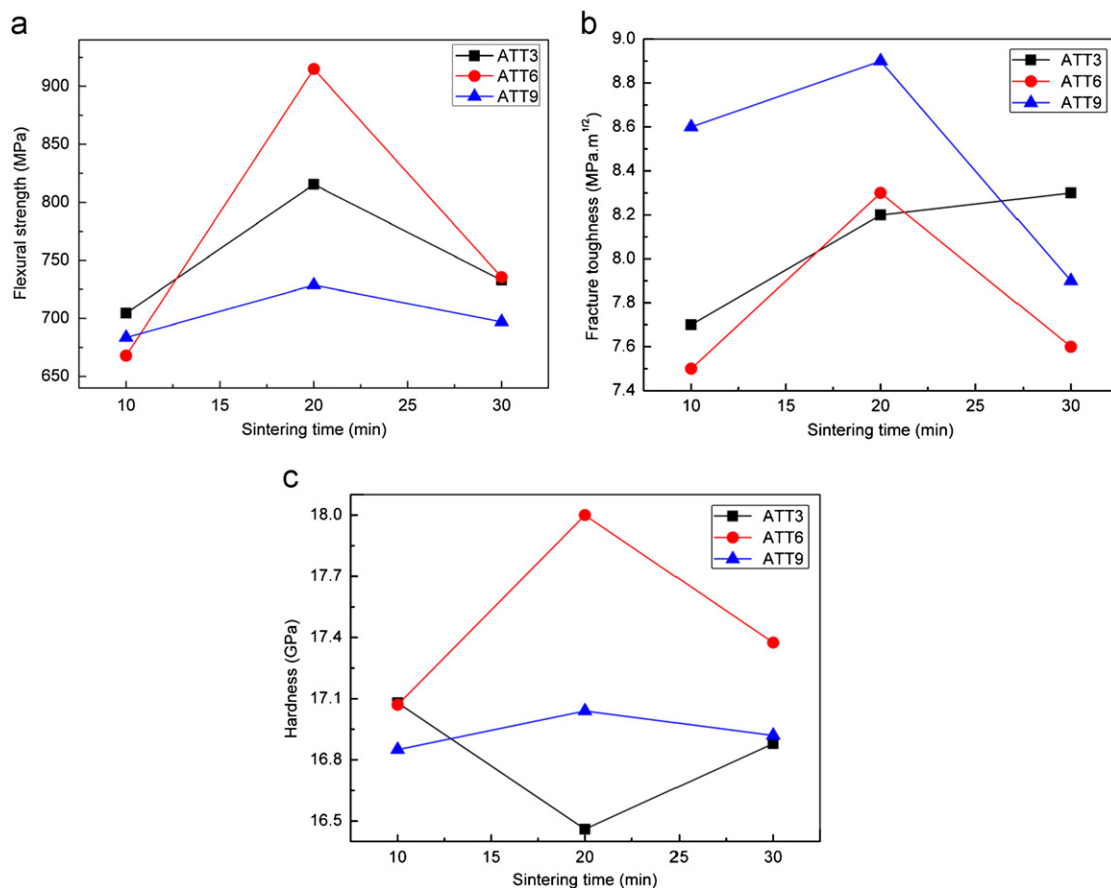 a
ATT3
ATT6
ATT9
900
850
800
750
700
650
Flexural strength (MPa)
10 15 20 25 30
Sintering time (min)
b
ATT3
ATT6
ATT9
9.0
8.8
8.6
8.4
8.2
8.0
7.8
7.6
7.4
Fracture toughness (MPa.m^{1/2})
10 15 20 25 30
Sintering time (min)
c
ATT3
ATT6
ATT9
18.0
17.7
17.4
17.1
16.8
16.5
Hardness (GPa)
10 15 20 25 30
Sintering time (min)